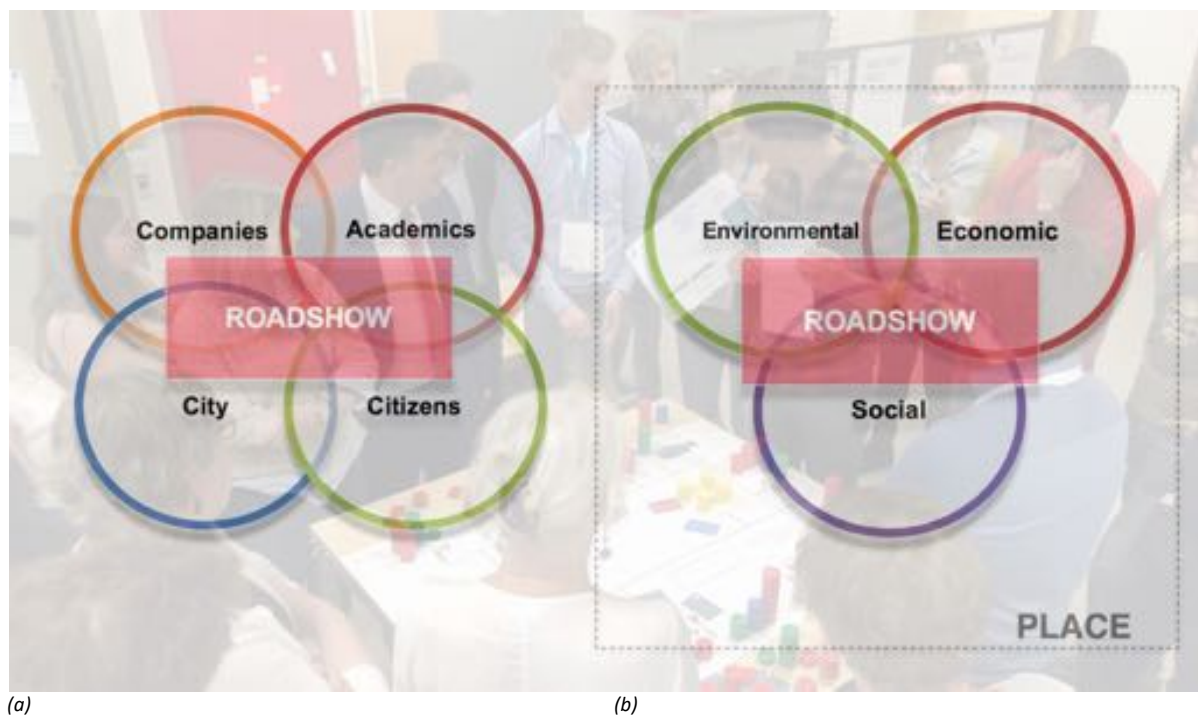 Companies
Academics
ROADSHOW
City
Citizens
Environmental
Economic
ROADSHOW
Social
PLACE
(a)
(b)